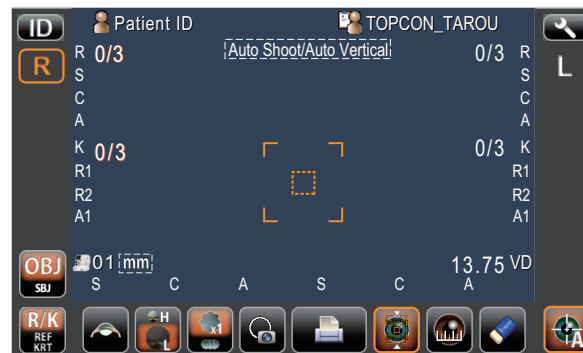 ID Patient ID TOPCON_TAROU
R R 0/3 Auto Shoot/Auto Vertical 0/3 R L
S S
C C
A A
K 0/3 0/3 K
R1 R1
R2 R2
A1 A1
OBJ SBJ 01 mm 13.75 VD
S C A S C A
R/K REF KRT H L x1 A